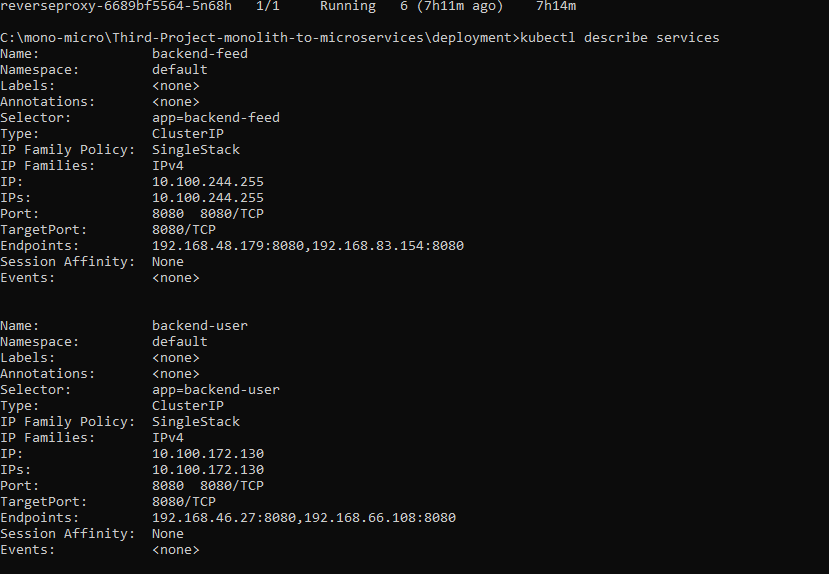 reverseproxy-6689bf5564-5n68h   1/1     Running   6 (7h11m ago)    7h14m
C:\mono-micro\Third-Project-monolith-to-microservices\deployment>kubectl describe services
Name:              backend-feed
Namespace:         default
Labels:            <none>
Annotations:       <none>
Selector:          app=backend-feed
Type:              ClusterIP
IP Family Policy:  SingleStack
IP Families:       IPv4
IP:                10.100.244.255
IPs:               10.100.244.255
Port:              8080  8080/TCP
TargetPort:        8080/TCP
Endpoints:         192.168.48.179:8080,192.168.83.154:8080
Session Affinity:  None
Events:            <none>
Name:              backend-user
Namespace:         default
Labels:            <none>
Annotations:       <none>
Selector:          app=backend-user
Type:              ClusterIP
IP Family Policy:  SingleStack
IP Families:       IPv4
IP:                10.100.172.130
IPs:               10.100.172.130
Port:              8080  8080/TCP
TargetPort:        8080/TCP
Endpoints:         192.168.46.27:8080,192.168.66.108:8080
Session Affinity:  None
Events:            <none>